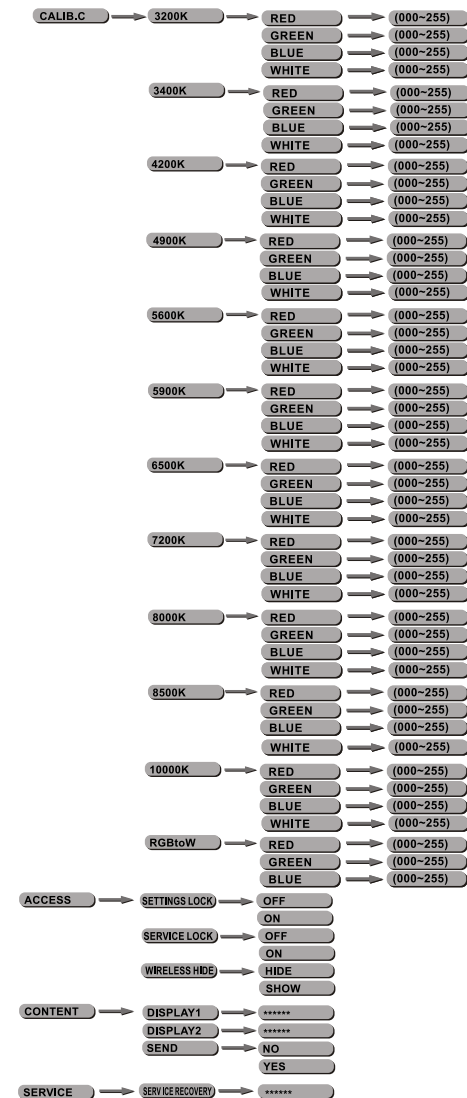 CALIB.C 3200K RED (000~255)
GREEN (000~255)
BLUE (000~255)
WHITE (000~255)
3400K RED (000~255)
GREEN (000~255)
BLUE (000~255)
WHITE (000~255)
4200K RED (000~255)
GREEN (000~255)
BLUE (000~255)
WHITE (000~255)
4900K RED (000~255)
GREEN (000~255)
BLUE (000~255)
WHITE (000~255)
5600K RED (000~255)
GREEN (000~255)
BLUE (000~255)
WHITE (000~255)
5900K RED (000~255)
GREEN (000~255)
BLUE (000~255)
WHITE (000~255)
6500K RED (000~255)
GREEN (000~255)
BLUE (000~255)
WHITE (000~255)
7200K RED (000~255)
GREEN (000~255)
BLUE (000~255)
WHITE (000~255)
8000K RED (000~255)
GREEN (000~255)
BLUE (000~255)
WHITE (000~255)
8500K RED (000~255)
GREEN (000~255)
BLUE (000~255)
WHITE (000~255)
10000K RED (000~255)
GREEN (000~255)
BLUE (000~255)
WHITE (000~255)
RGBtoW RED (000~255)
GREEN (000~255)
BLUE (000~255)
ACCESS SETTINGS LOCK OFF
ON
SERVICE LOCK OFF
ON
WIRELESS HIDE HIDE
SHOW
CONTENT DISPLAY1 ******
DISPLAY2 ******
SEND NO
YES
SERVICE SERVICE RECOVERY ******